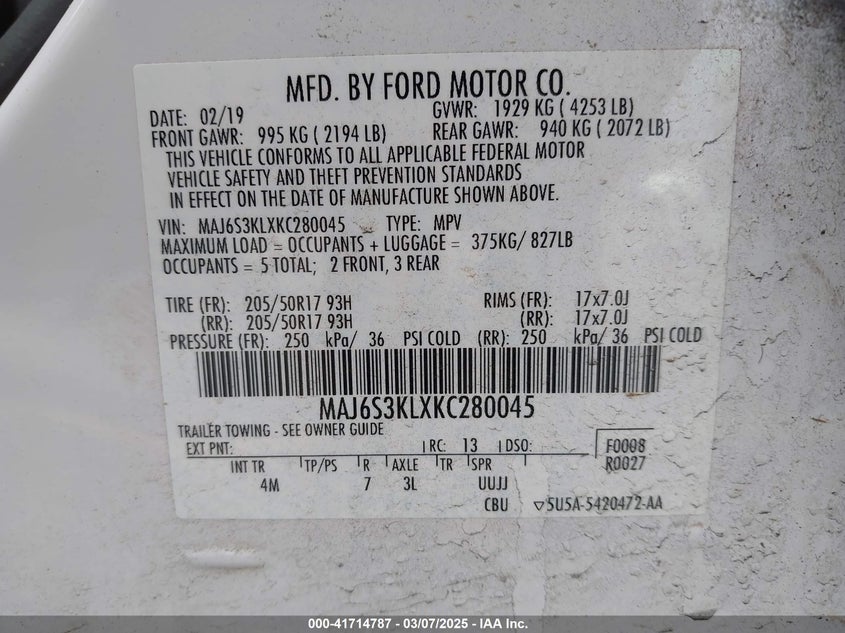 MFD. BY FORD MOTOR CO.
DATE: 02/19 GVWR: 1929 KG ( 4253 LB)
FRONT GAWR: 995 KG ( 2194 LB) REAR GAWR: 940 KG ( 2072 LB)
THIS VEHICLE CONFORMS TO ALL APPLICABLE FEDERAL MOTOR
VEHICLE SAFETY AND THEFT PREVENTION STANDARDS
IN EFFECT ON THE DATE OF MANUFACTURE SHOWN ABOVE.
VIN: MAJ6S3KLXKC280045 TYPE: MPV
MAXIMUM LOAD = OCCUPANTS + LUGGAGE = 375KG/ 827LB
OCCUPANTS = 5 TOTAL; 2 FRONT, 3 REAR
TIRE (FR): 205/50R17 93H RIMS (FR): 17x7.0J
(RR): 205/50R17 93H (RR): 17x7.0J
PRESSURE (FR): 250 kPa/ 36 PSI COLD (RR): 250 kPa/ 36 PSI COLD
MAJ6S3KLXKC280045
TRAILER TOWING - SEE OWNER GUIDE
EXT PNT: RC: 13 DSO: F0008
R0027
INT TR TP/PS R AXLE TR SPR
4M 7 3L UUJJ
CBU 5U5A-5420472-AA
000-41714787 - 03/07/2025 - IAA Inc.